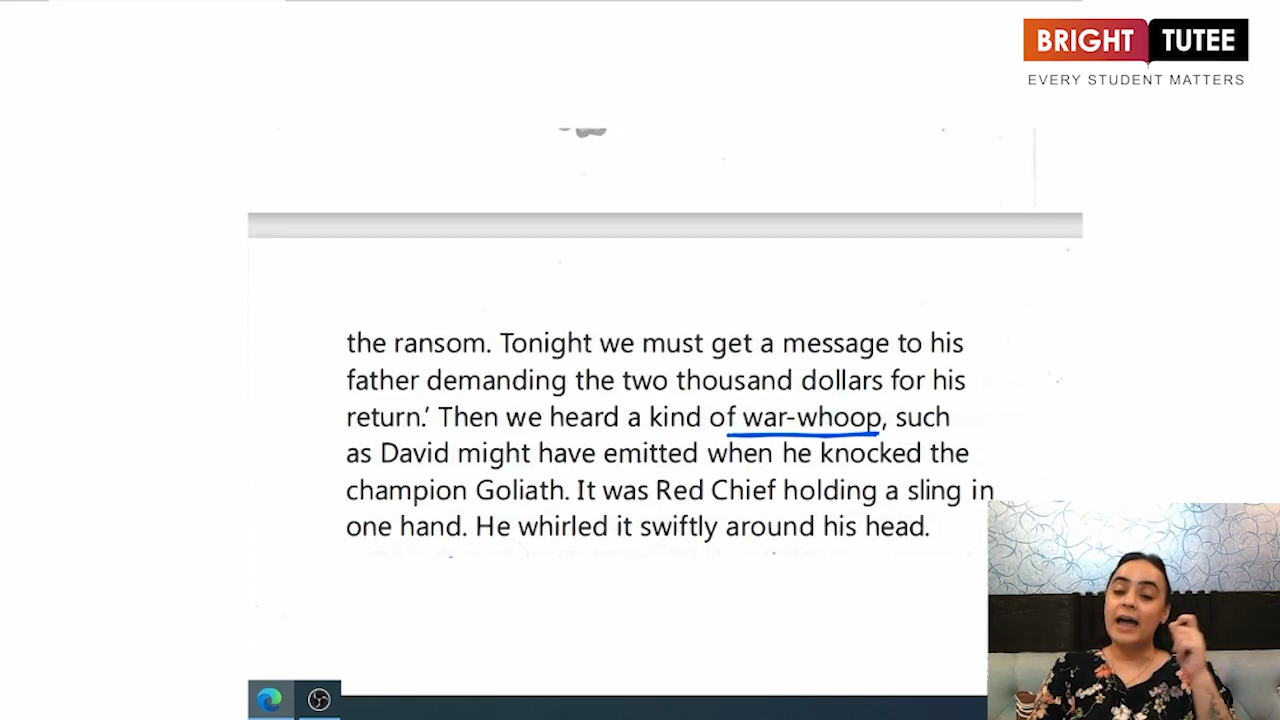 BRIGHT TUTEE
EVERY STUDENT MATTERS
the ransom. Tonight we must get a message to his
father demanding the two thousand dollars for his
return.’ Then we heard a kind of war-whoop, such
as David might have emitted when he knocked the
champion Goliath. It was Red Chief holding a sling in
one hand. He whirled it swiftly around his head.